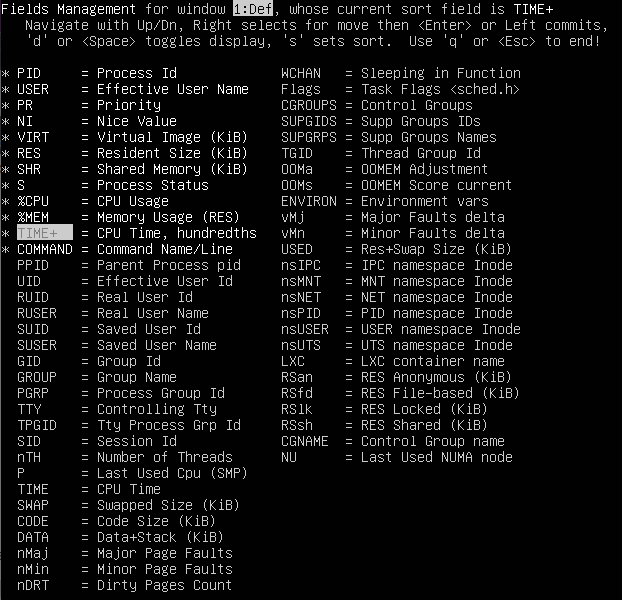 Fields Management for window 1:Def, whose current sort field is TIME+
   Navigate with Up/Dn, Right selects for move then <Enter> or Left commits,
   'd' or <Space> toggles display, 's' sets sort.  Use 'q' or <Esc> to end!

* PID     = Process Id             WCHAN   = Sleeping in Function
* USER    = Effective User Name    Flags   = Task Flags <sched.h>
* PR      = Priority               CGROUPS = Control Groups
* NI      = Nice Value             SUPGIDS = Supp Groups IDs
* VIRT    = Virtual Image (KiB)    SUPGRPS = Supp Groups Names
* RES     = Resident Size (KiB)    TGID    = Thread Group Id
* SHR     = Shared Memory (KiB)    OOMa    = OOMEM Adjustment
* S       = Process Status         OOMs    = OOMEM Score current
* %CPU    = CPU Usage              ENVIRON = Environment vars
* %MEM    = Memory Usage (RES)     vMj     = Major Faults delta
* TIME+   = CPU Time, hundredths   vMn     = Minor Faults delta
* COMMAND = Command Name/Line      USED    = Res+Swap Size (KiB)
  PPID    = Parent Process pid     nsIPC   = IPC namespace Inode
  UID     = Effective User Id      nsMNT   = MNT namespace Inode
  RUID    = Real User Id           nsNET   = NET namespace Inode
  RUSER   = Real User Name         nsPID   = PID namespace Inode
  SUID    = Saved User Id          nsUSER  = USER namespace Inode
  SUSER   = Saved User Name        nsUTS   = UTS namespace Inode
  GID     = Group Id               LXC     = LXC container name
  GROUP   = Group Name             RSan    = RES Anonymous (KiB)
  PGRP    = Process Group Id       RSfd    = RES File-based (KiB)
  TTY     = Controlling Tty        RSlk    = RES Locked (KiB)
  TPGID   = Tty Process Grp Id     RSsh    = RES Shared (KiB)
  SID     = Session Id             CGNAME  = Control Group name
  nTH     = Number of Threads      NU      = Last Used NUMA node
  P       = Last Used Cpu (SMP)
  TIME    = CPU Time
  SWAP    = Swapped Size (KiB)
  CODE    = Code Size (KiB)
  DATA    = Data+Stack (KiB)
  nMaj    = Major Page Faults
  nMin    = Minor Page Faults
  nDRT    = Dirty Pages Count